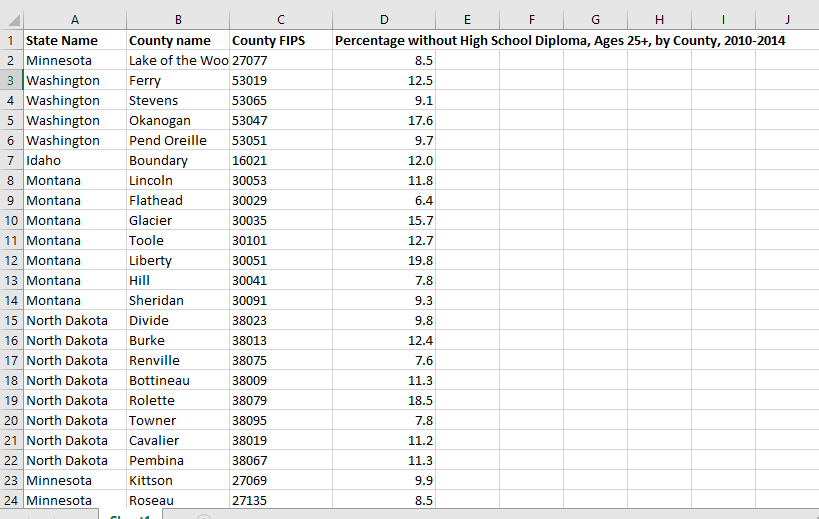 A B C D E F G H I J
1 State Name County name County FIPS Percentage without High School Diploma, Ages 25+, by County, 2010-2014
2 Minnesota Lake of the Woo 27077 8.5
3 Washington Ferry 53019 12.5
4 Washington Stevens 53065 9.1
5 Washington Okanogan 53047 17.6
6 Washington Pend Oreille 53051 9.7
7 Idaho Boundary 16021 12.0
8 Montana Lincoln 30053 11.8
9 Montana Flathead 30029 6.4
10 Montana Glacier 30035 15.7
11 Montana Toole 30101 12.7
12 Montana Liberty 30051 19.8
13 Montana Hill 30041 7.8
14 Montana Sheridan 30091 9.3
15 North Dakota Divide 38023 9.8
16 North Dakota Burke 38013 12.4
17 North Dakota Renville 38075 7.6
18 North Dakota Bottineau 38009 11.3
19 North Dakota Rolette 38079 18.5
20 North Dakota Towner 38095 7.8
21 North Dakota Cavalier 38019 11.2
22 North Dakota Pembina 38067 11.3
23 Minnesota Kittson 27069 9.9
24 Minnesota Roseau 27135 8.5